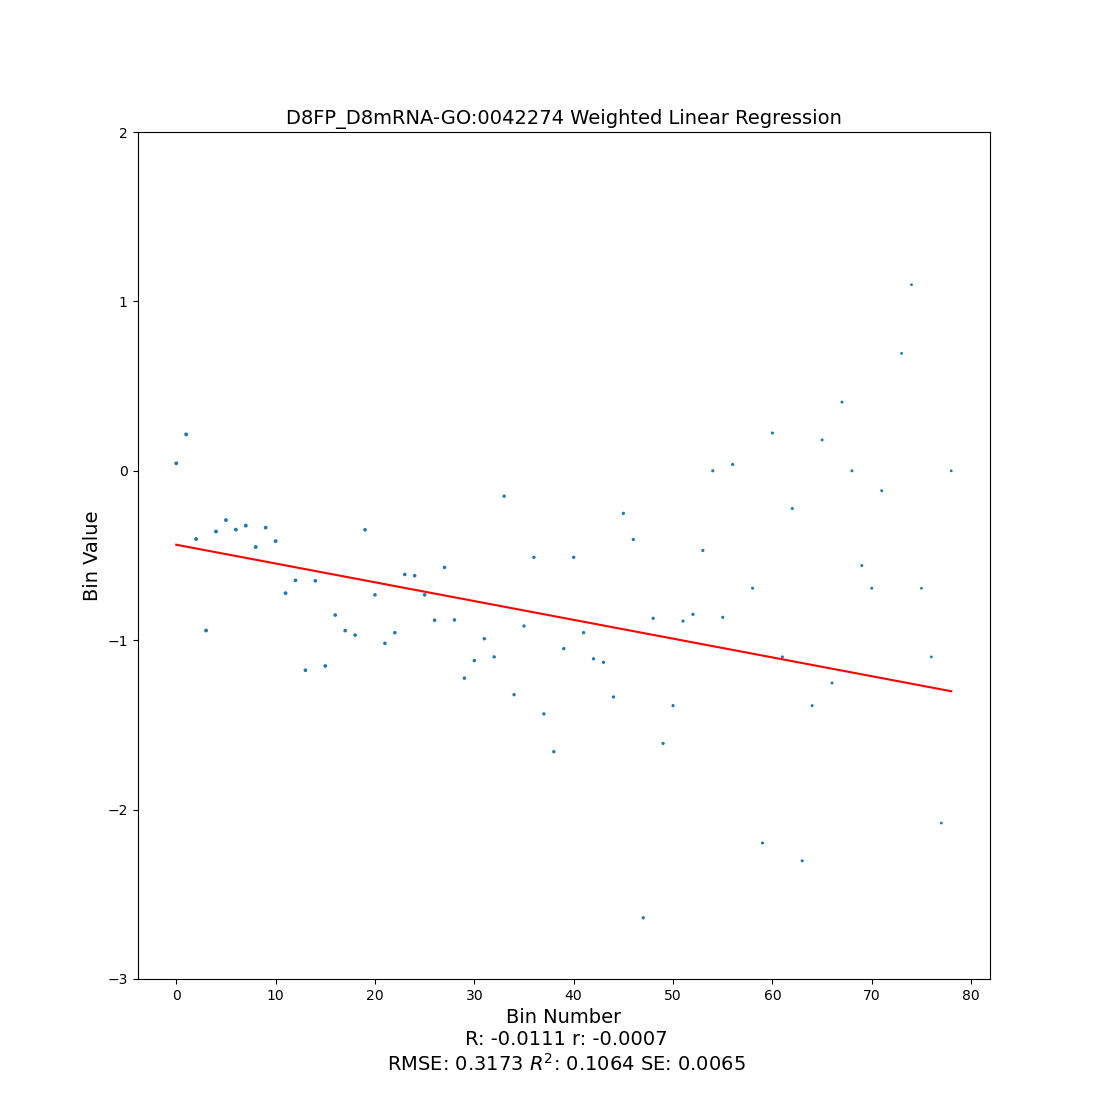 D8FP_D8mRNA-GO:0042274 Weighted Linear Regression
2
1
0
−1
−2
−3
Bin Value
0 10 20 30 40 50 60 70 80
Bin Number
R: -0.0111 r: -0.0007
RMSE: 0.3173 R²: 0.1064 SE: 0.0065